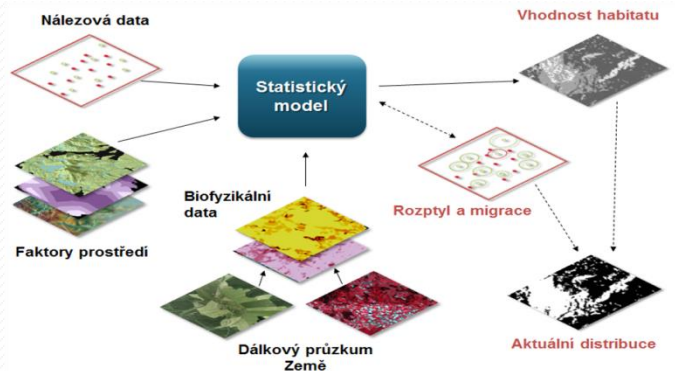 Nálezová data
Vhodnost habitatu
Statistický
model
Biofyzikální
data
Rozptyl a migrace
Faktory prostředí
Dálkový průzkum
Země
Aktuální distribuce